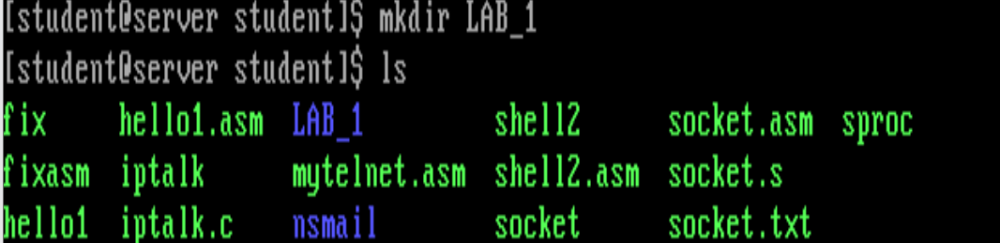 [student@server student]$ mkdir LAB_1
[student@server student]$ ls
fix hello1.asm LAB_1 shell2 socket.asm sproc
fixasm iptalk mytelnet.asm shell2.asm socket.s
hello1 iptalk.c nsmail socket socket.txt